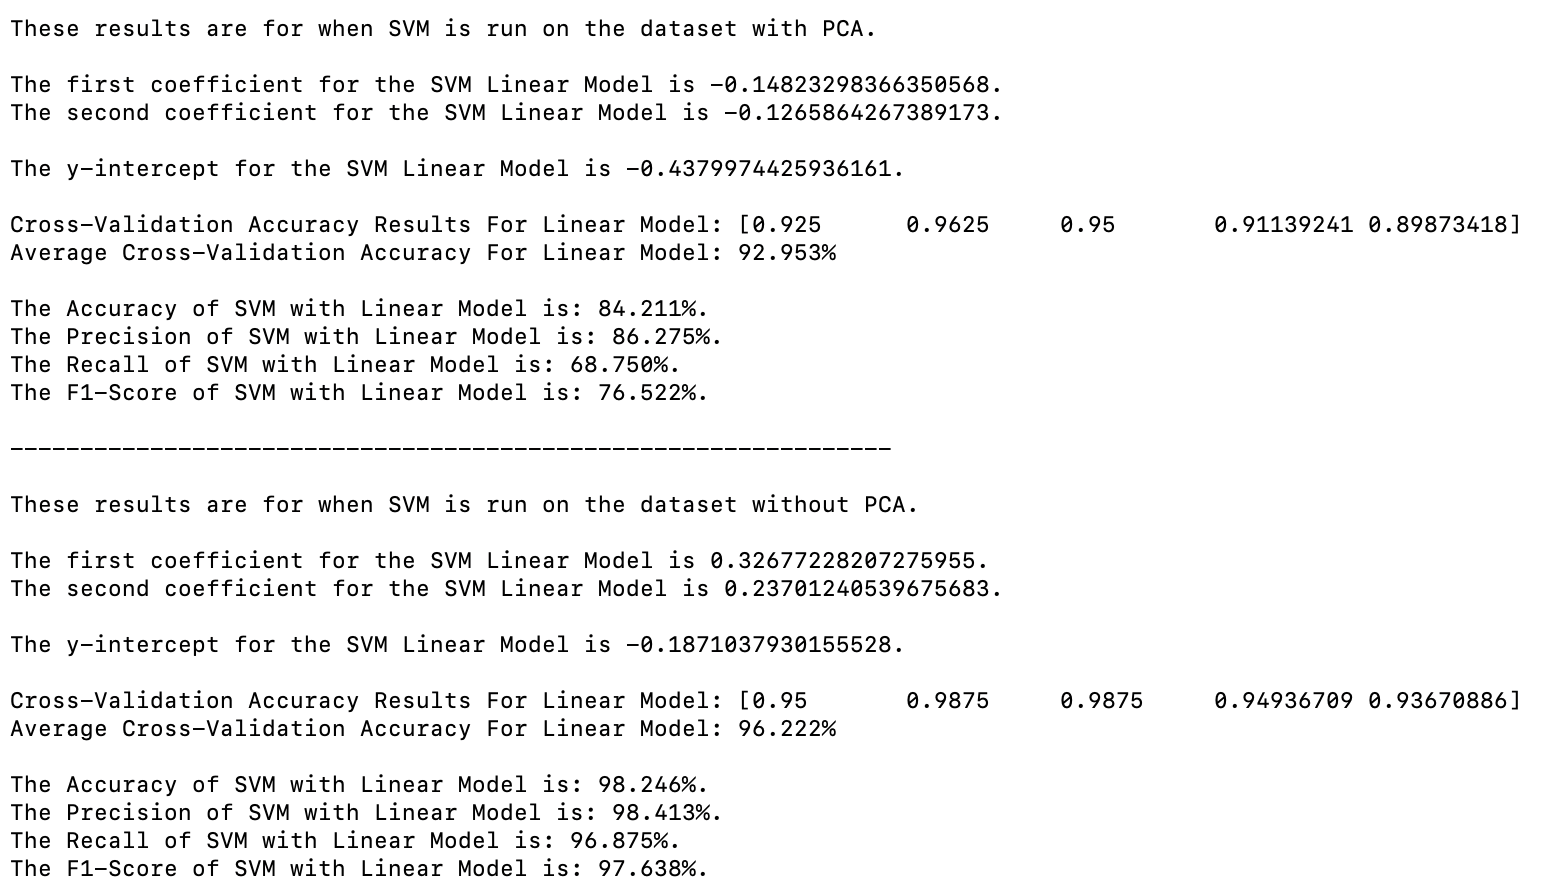 These results are for when SVM is run on the dataset with PCA.
The first coefficient for the SVM Linear Model is -0.14823298366350568.
The second coefficient for the SVM Linear Model is -0.1265864267389173.
The y-intercept for the SVM Linear Model is -0.4379974425936161.
Cross-Validation Accuracy Results For Linear Model: [0.925      0.9625     0.95       0.91139241 0.89873418]
Average Cross-Validation Accuracy For Linear Model: 92.953%
The Accuracy of SVM with Linear Model is: 84.211%.
The Precision of SVM with Linear Model is: 86.275%.
The Recall of SVM with Linear Model is: 68.750%.
The F1-Score of SVM with Linear Model is: 76.522%.
---------------------------------------------------------------
These results are for when SVM is run on the dataset without PCA.
The first coefficient for the SVM Linear Model is 0.32677228207275955.
The second coefficient for the SVM Linear Model is 0.23701240539675683.
The y-intercept for the SVM Linear Model is -0.1871037930155528.
Cross-Validation Accuracy Results For Linear Model: [0.95       0.9875     0.9875     0.94936709 0.93670886]
Average Cross-Validation Accuracy For Linear Model: 96.222%
The Accuracy of SVM with Linear Model is: 98.246%.
The Precision of SVM with Linear Model is: 98.413%.
The Recall of SVM with Linear Model is: 96.875%.
The F1-Score of SVM with Linear Model is: 97.638%.